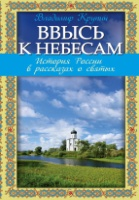 Владимир Крупин
ВВЫСЬ
К НЕБЕСАМ
История России
в рассказах о святых